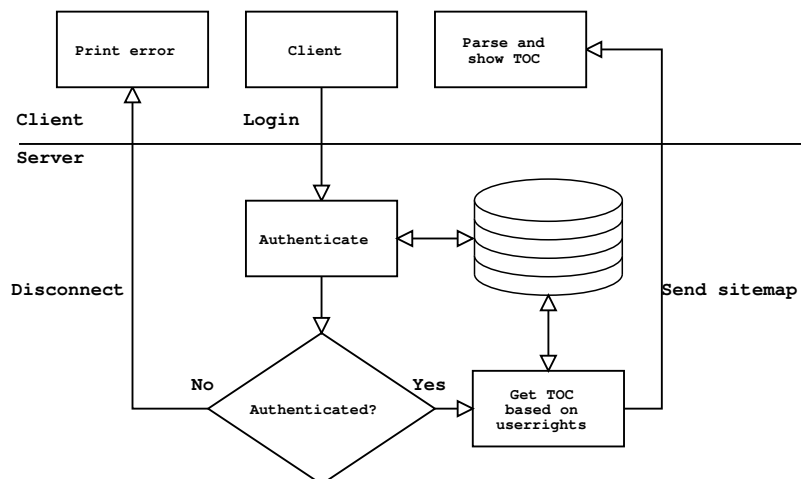 Print error
Client
Parse and
show TOC
Client
Login
Server
Authenticate
Disconnect
Send sitemap
No
Yes
Authenticated?
Get TOC
based on
userrights